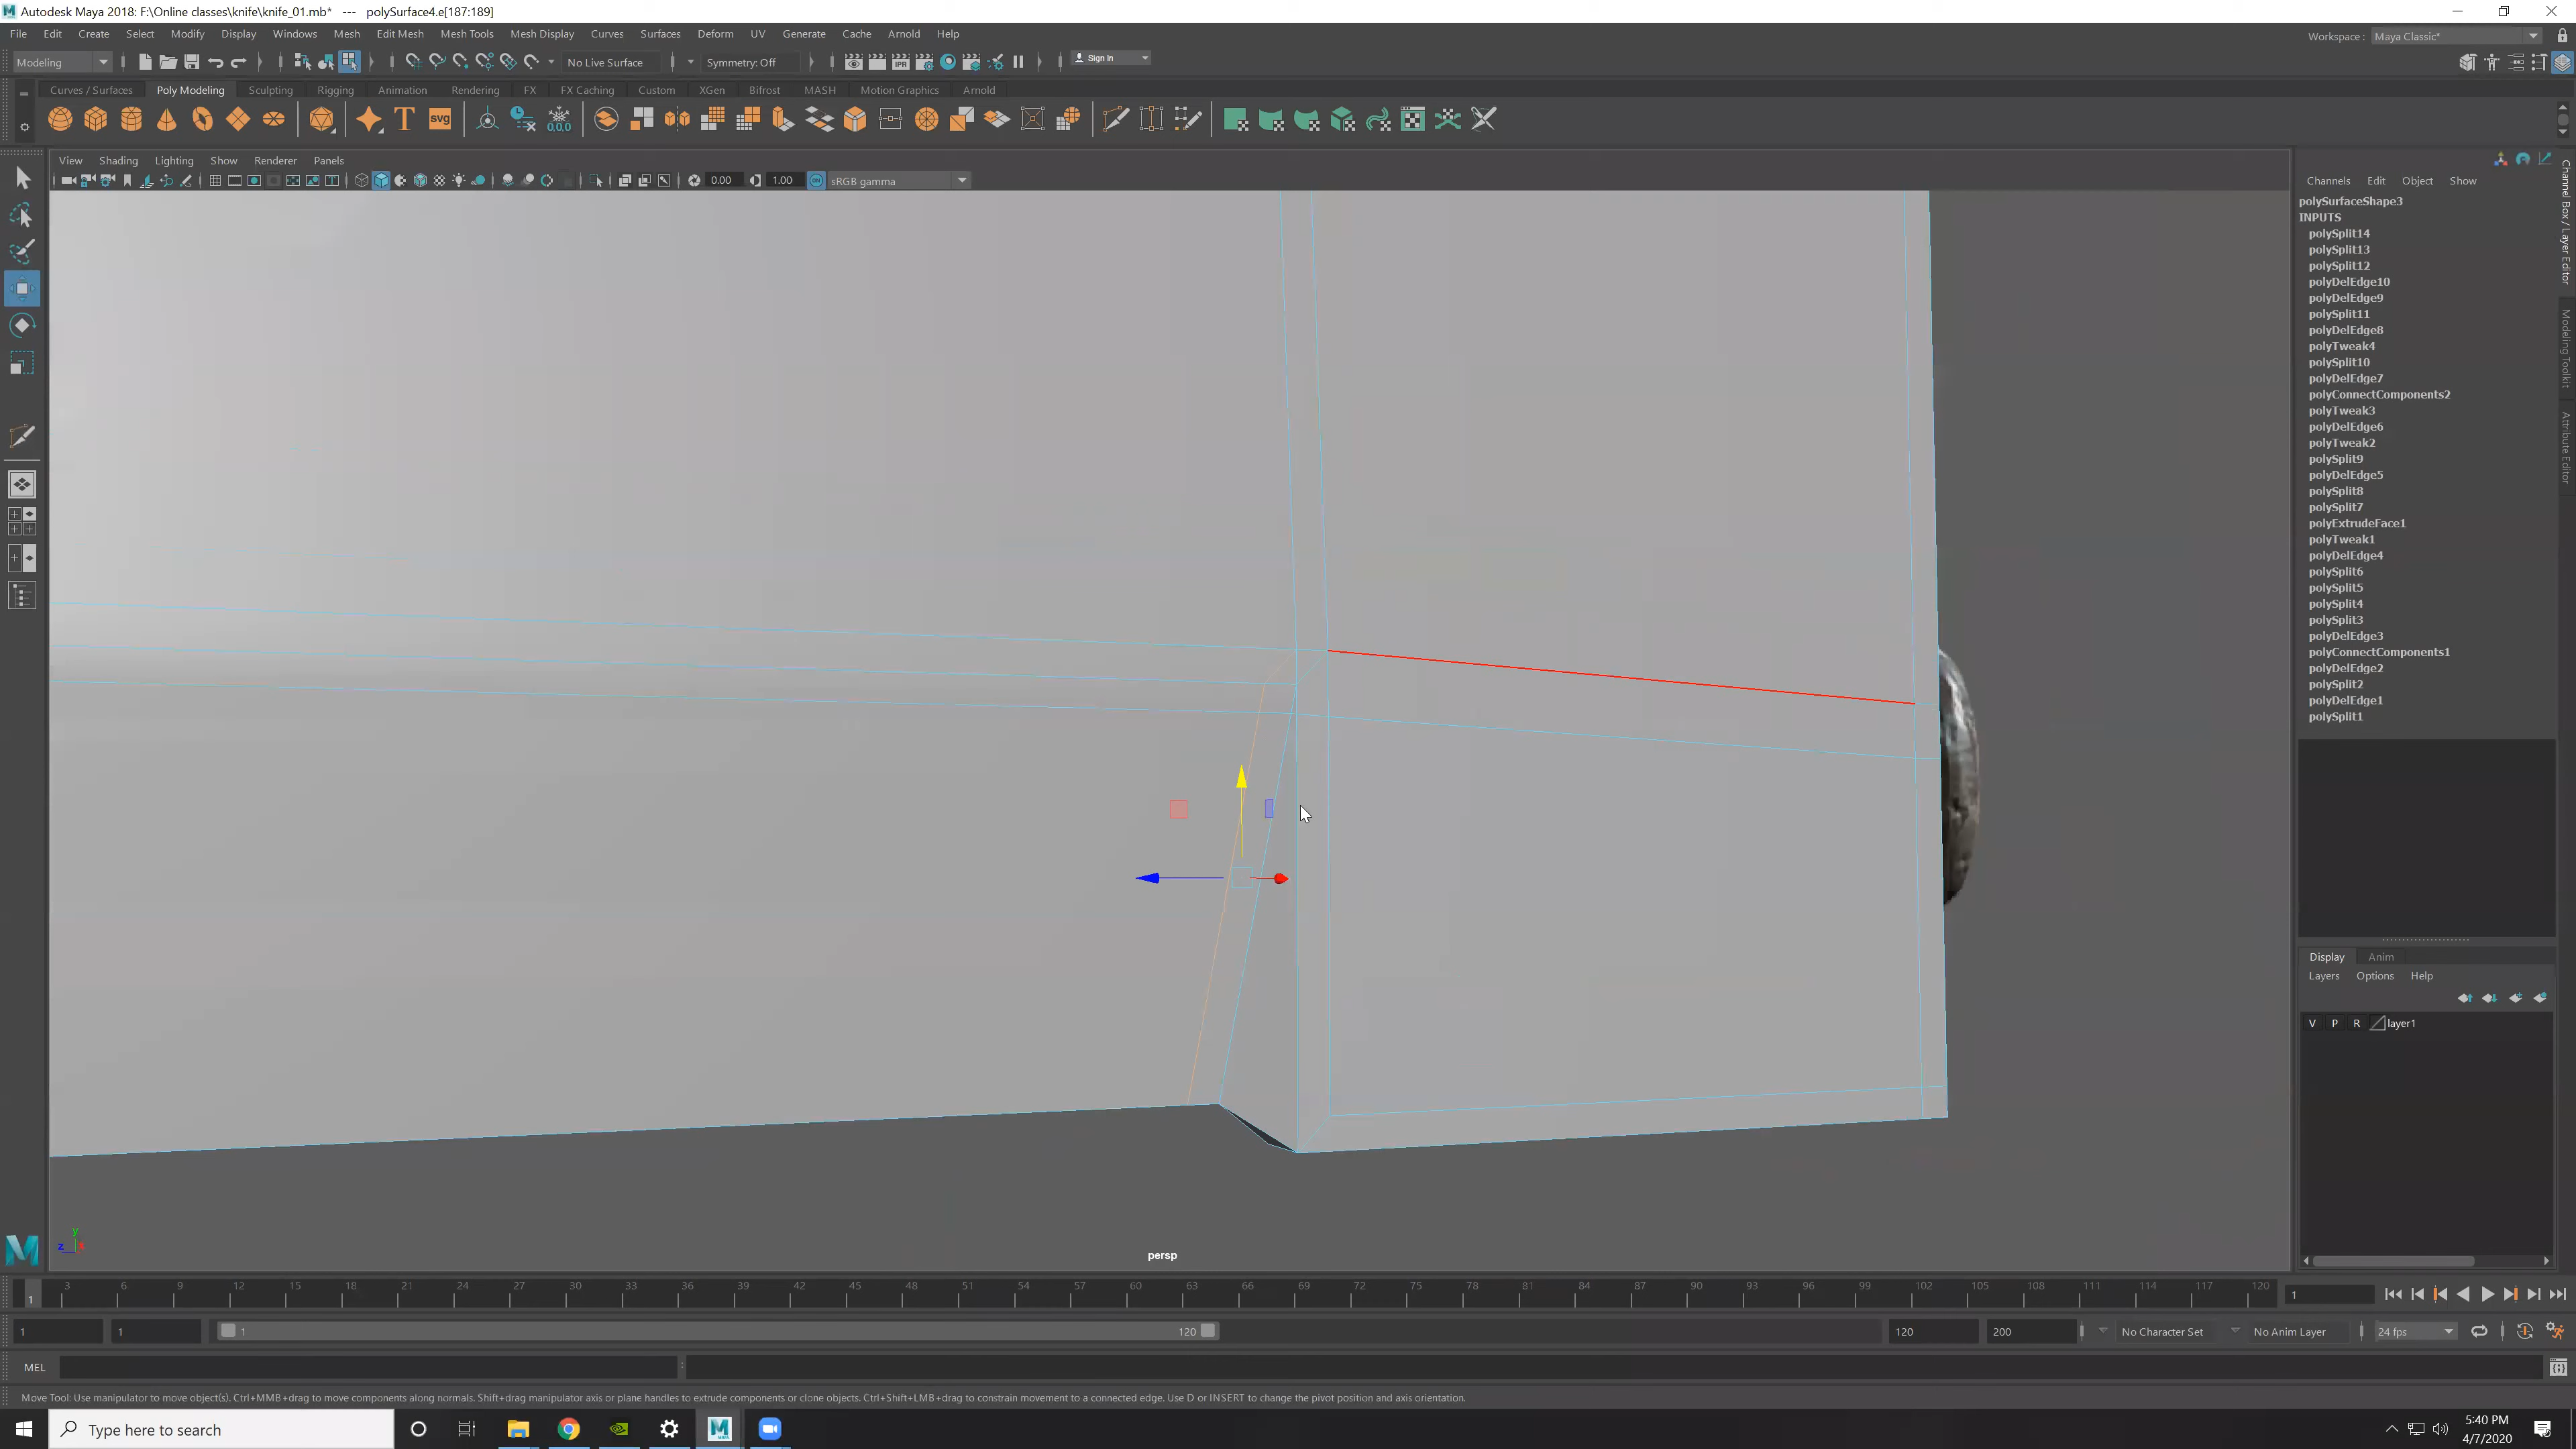 Autodesk Maya 2018: F:\Online classes\knife\knife_01.mb* --- polySurface4.e[187:189]
File Edit Create Select Modify Display Windows Mesh Edit Mesh Mesh Tools Mesh Display Curves Surfaces Deform UV Generate Cache Arnold Help
Workspace : Maya Classic*
Modeling No Live Surface Symmetry: Off Sign In
Curves / Surfaces Poly Modeling Sculpting Rigging Animation Rendering FX FX Caching Custom XGen Bifrost MASH Motion Graphics Arnold
View Shading Lighting Show Renderer Panels
0.00 1.00 sRGB gamma
Channels Edit Object Show
polySurfaceShape3
INPUTS
polySplit14
polySplit13
polySplit12
polyDelEdge10
polyDelEdge9
polySplit11
polyDelEdge8
polyTweak4
polySplit10
polyDelEdge7
polyConnectComponents2
polyTweak3
polyDelEdge6
polyTweak2
polySplit9
polyDelEdge5
polySplit8
polySplit7
polyExtrudeFace1
polyTweak1
polyDelEdge4
polySplit6
polySplit5
polySplit4
polySplit3
polyDelEdge3
polyConnectComponents1
polyDelEdge2
polySplit2
polyDelEdge1
polySplit1
Channel Box / Layer Editor
Modeling Toolkit
Attribute Editor
Display Anim
Layers Options Help
V P R layer1
y
z
persp
3 6 9 12 15 18 21 24 27 30 33 36 39 42 45 48 51 54 57 60 63 66 69 72 75 78 81 84 87 90 93 96 99 102 105 108 111 114 117 120
1 1
1 1 1 120 120 200 No Character Set No Anim Layer 24 fps
MEL
Move Tool: Use manipulator to move object(s). Ctrl+MMB+drag to move components along normals. Shift+drag manipulator axis or plane handles to extrude components or clone objects. Ctrl+Shift+LMB+drag to constrain movement to a connected edge. Use D or INSERT to change the pivot position and axis orientation.
Type here to search
5:40 PM
4/7/2020